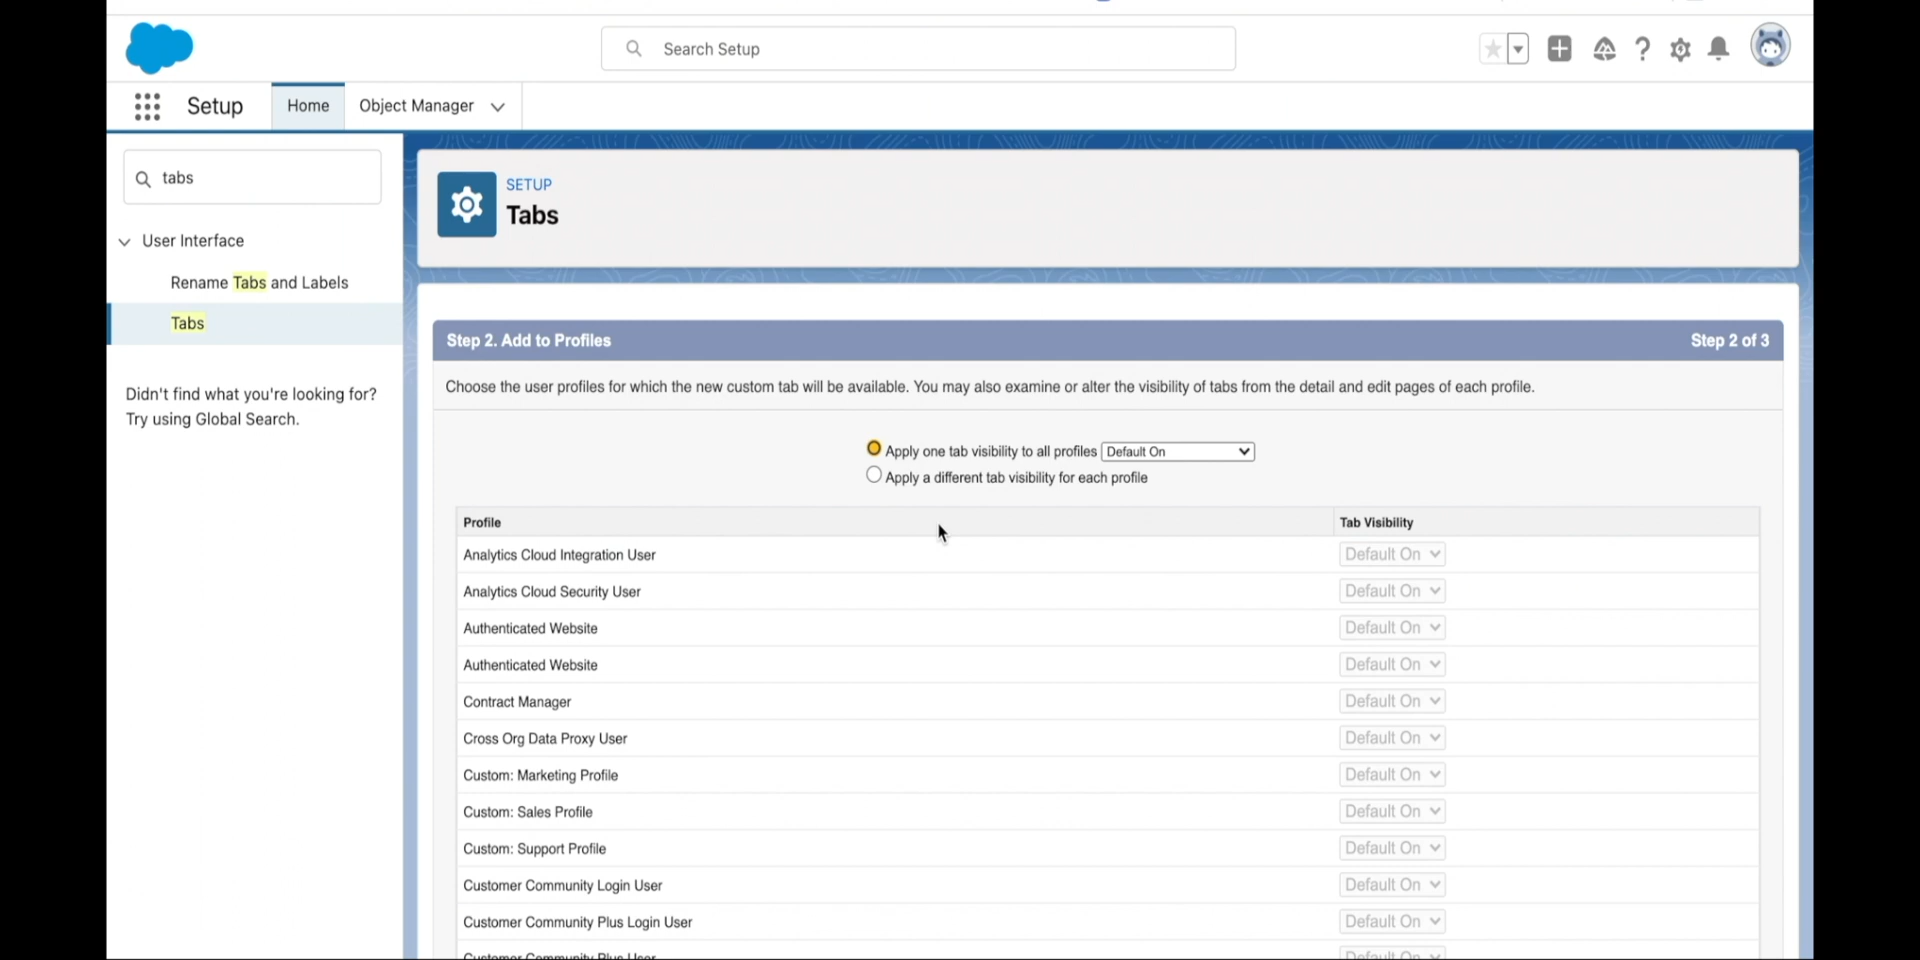 Search Setup
Setup
Home
Object Manager
tabs
User Interface
Rename Tabs and Labels
Tabs
Didn't find what you're looking for?
Try using Global Search.
SETUP
Tabs
Step 2. Add to Profiles
Step 2 of 3
Choose the user profiles for which the new custom tab will be available. You may also examine or alter the visibility of tabs from the detail and edit pages of each profile.
Apply one tab visibility to all profiles Default On
Apply a different tab visibility for each profile
Profile Tab Visibility
Analytics Cloud Integration User Default On
Analytics Cloud Security User Default On
Authenticated Website Default On
Authenticated Website Default On
Contract Manager Default On
Cross Org Data Proxy User Default On
Custom: Marketing Profile Default On
Custom: Sales Profile Default On
Custom: Support Profile Default On
Customer Community Login User Default On
Customer Community Plus Login User Default On
Customer Community Plus User Default On